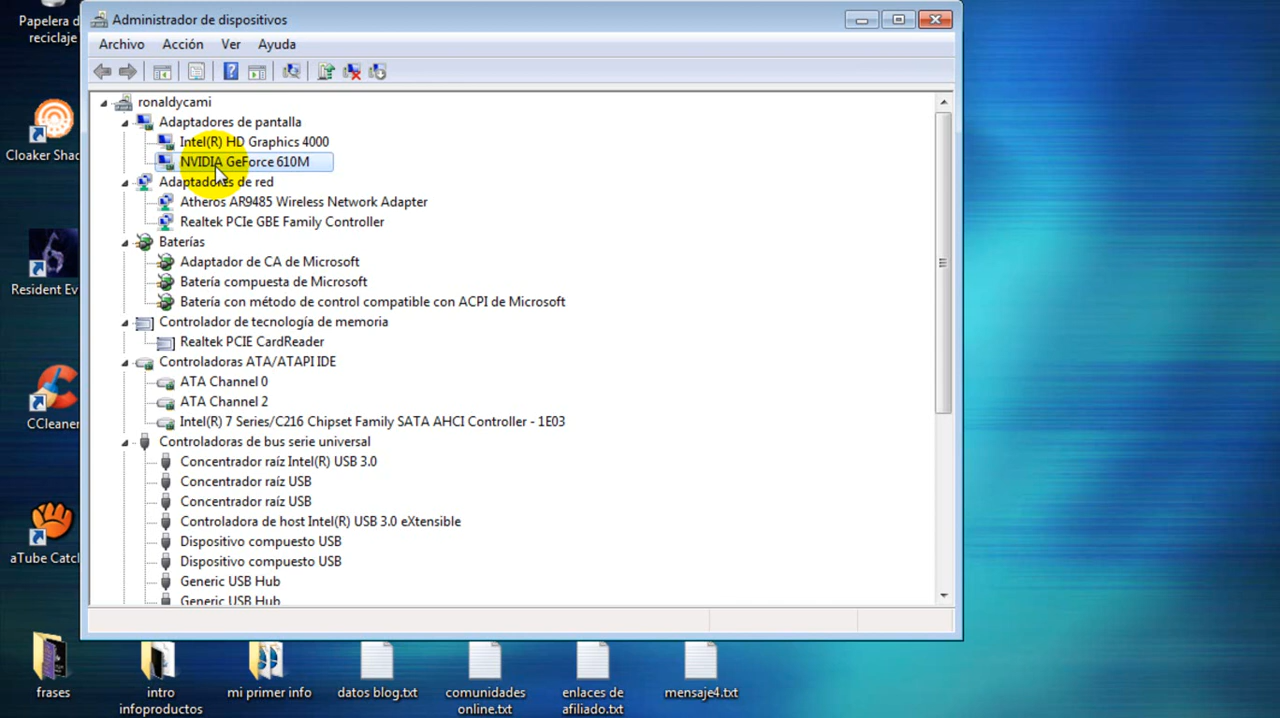 Papelera d
reciclaje
Cloaker Shad
Resident Ev
CCleaner
aTube Catch
Administrador de dispositivos
Archivo Acción Ver Ayuda
ronaldycami
Adaptadores de pantalla
Intel(R) HD Graphics 4000
NVIDIA GeForce 610M
Adaptadores de red
Atheros AR9485 Wireless Network Adapter
Realtek PCIe GBE Family Controller
Baterías
Adaptador de CA de Microsoft
Batería compuesta de Microsoft
Batería con método de control compatible con ACPI de Microsoft
Controlador de tecnología de memoria
Realtek PCIE CardReader
Controladoras ATA/ATAPI IDE
ATA Channel 0
ATA Channel 2
Intel(R) 7 Series/C216 Chipset Family SATA AHCI Controller - 1E03
Controladoras de bus serie universal
Concentrador raíz Intel(R) USB 3.0
Concentrador raíz USB
Concentrador raíz USB
Controladora de host Intel(R) USB 3.0 eXtensible
Dispositivo compuesto USB
Dispositivo compuesto USB
Generic USB Hub
Generic USB Hub
frases
intro
infoproductos
mi primer info
datos blog.txt
comunidades
online.txt
enlaces de
afiliado.txt
mensaje4.txt